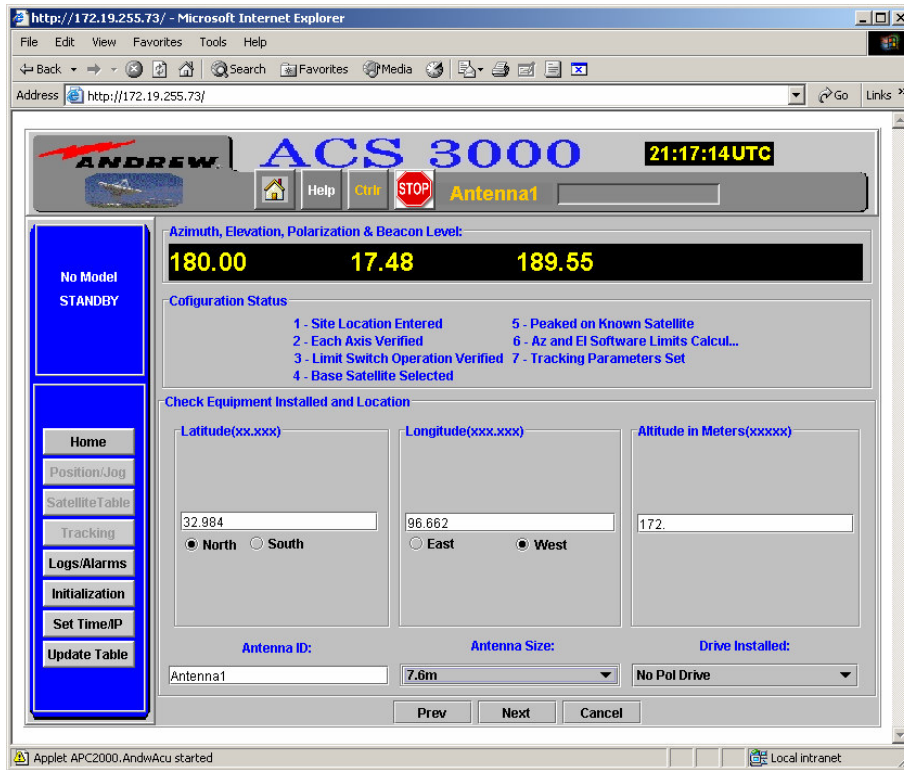 http://172.19.255.73/ - Microsoft Internet Explorer
File Edit View Favorites Tools Help
Back Search Favorites Media
Address http://172.19.255.73/ Go Links »
ANDREW. ACS 3000 21:17:14UTC
Help Ctrlr STOP Antenna1
No Model
STANDBY
Azimuth, Elevation, Polarization & Beacon Level:
180.00 17.48 189.55
Cofiguration Status
1 - Site Location Entered 5 - Peaked on Known Satellite
2 - Each Axis Verified 6 - Az and El Software Limits Calcul...
3 - Limit Switch Operation Verified 7 - Tracking Parameters Set
4 - Base Satellite Selected
Home
Position/Jog
SatelliteTable
Tracking
Logs/Alarms
Initialization
Set Time/IP
Update Table
Check Equipment Installed and Location
Latitude(xx.xxx) Longitude(xxx.xxx) Altitude in Meters(xxxxx)
32.984 96.662 172.
North South East West
Antenna ID: Antenna Size: Drive Installed:
Antenna1 7.6m No Pol Drive
Prev Next Cancel
Applet APC2000.AndwAcu started Local intranet